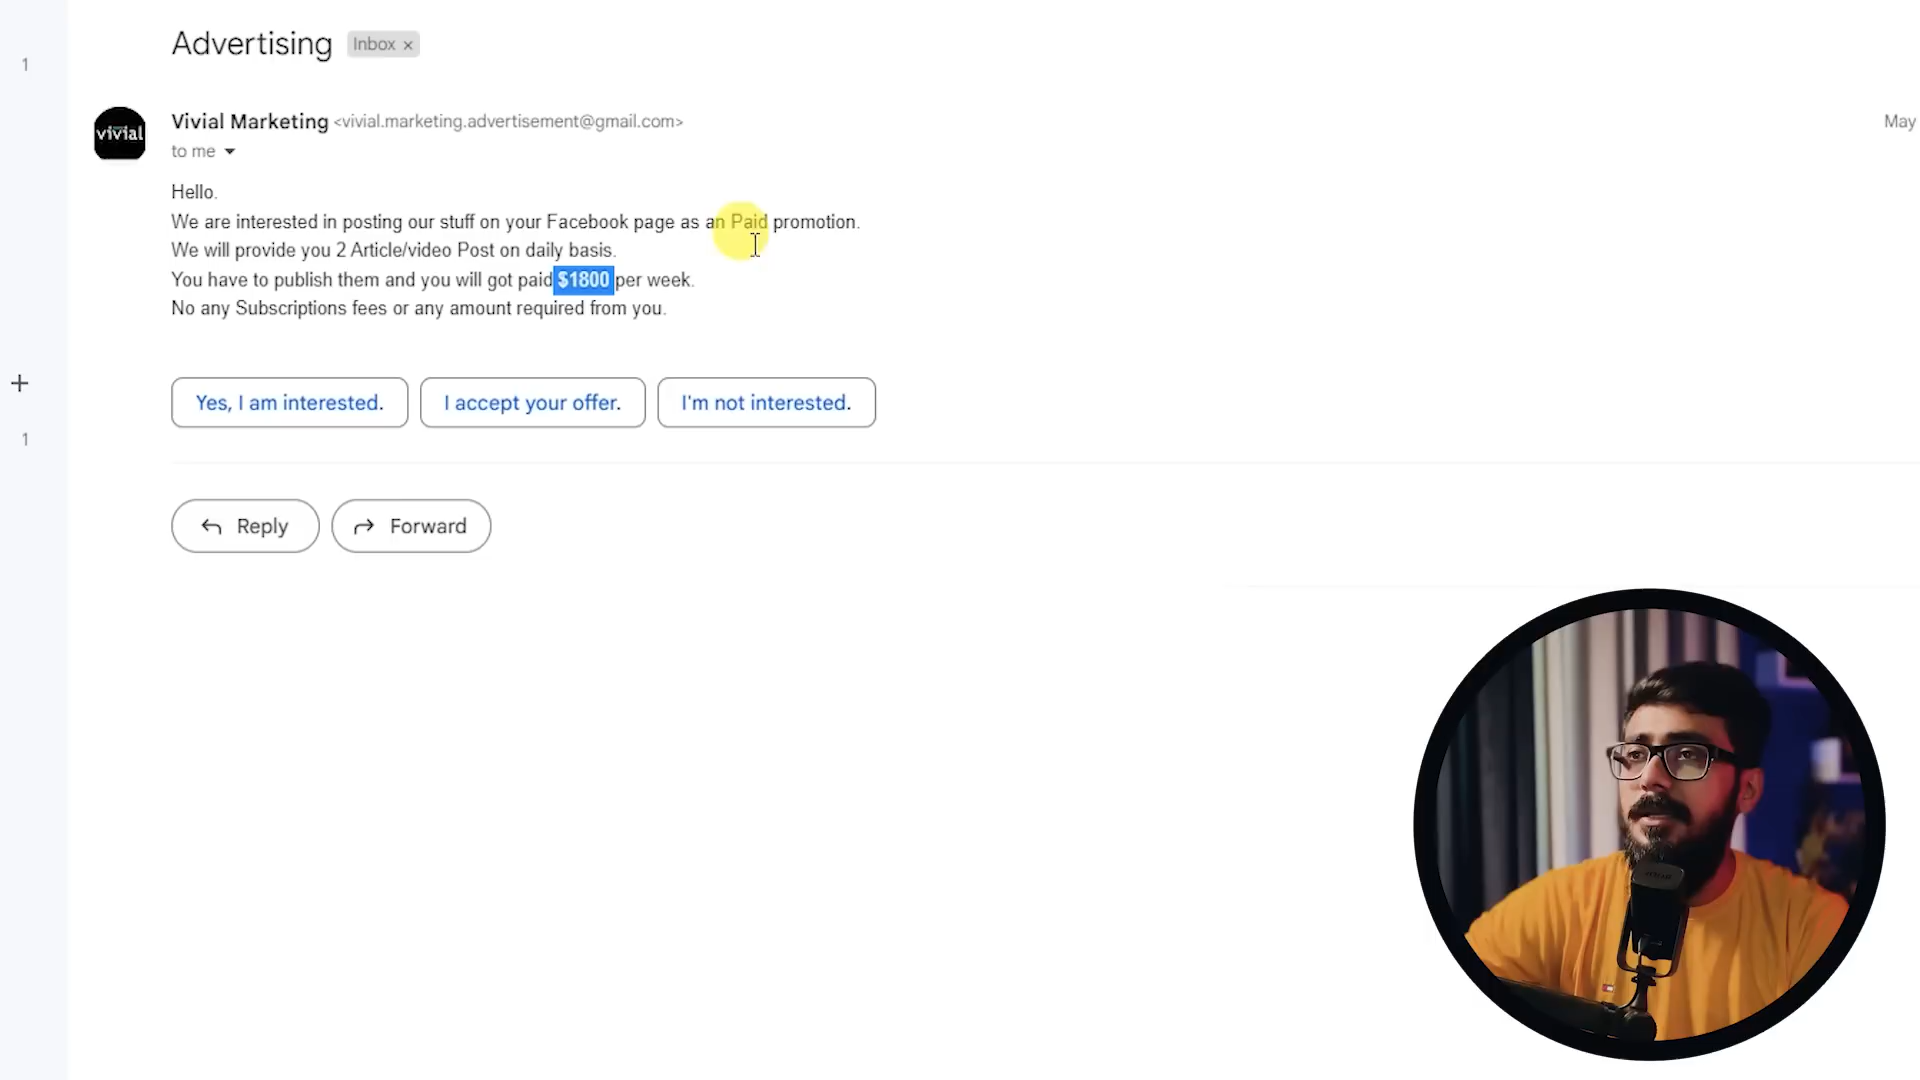 Advertising
Inbox ×
1
vivial
Vivial Marketing <vivial.marketing.advertisement@gmail.com>
May
to me
Hello.
We are interested in posting our stuff on your Facebook page as an Paid promotion.
We will provide you 2 Article/video Post on daily basis.
You have to publish them and you will got paid $1800 per week.
No any Subscriptions fees or any amount required from you.
Yes, I am interested.
I accept your offer.
I'm not interested.
1
Reply
Forward